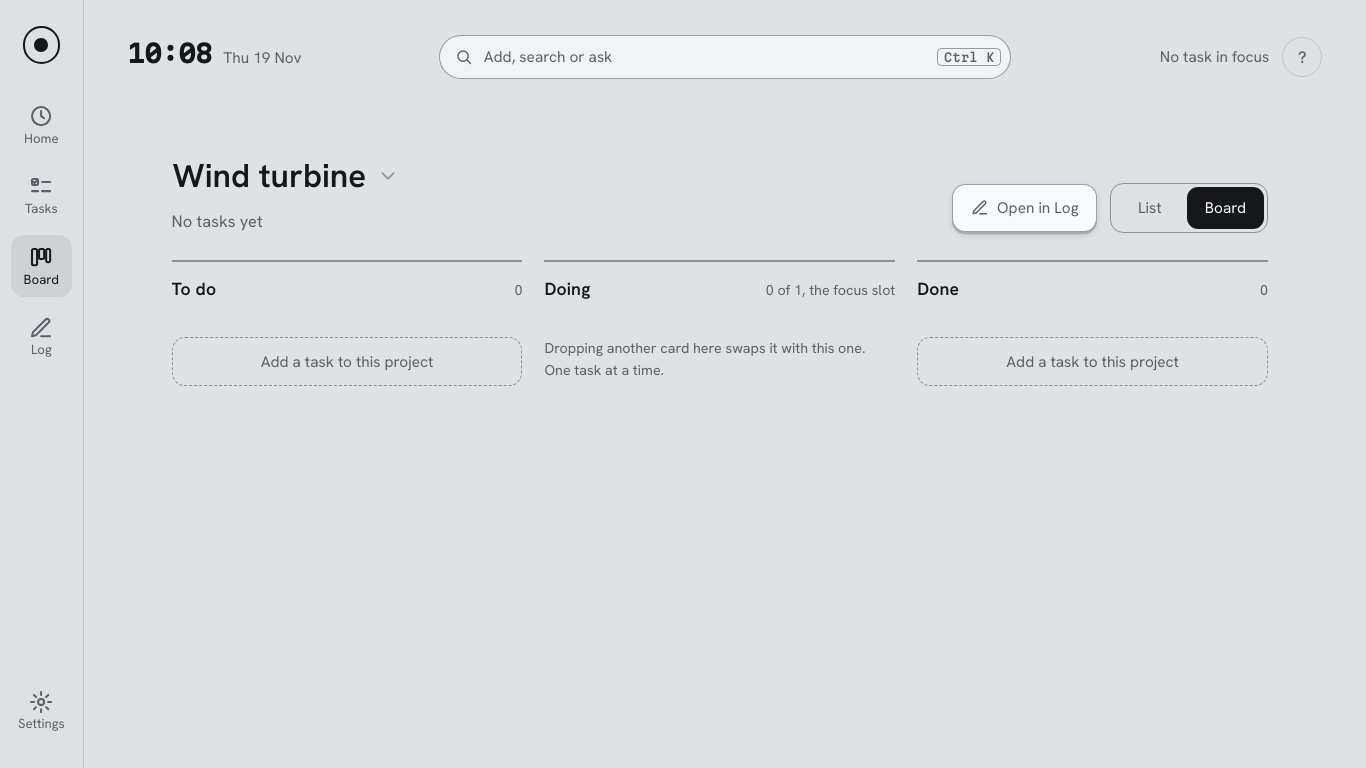 10:08 Thu 19 Nov
Add, search or ask
Ctrl K
No task in focus
?
Home
Tasks
Board
Log
Settings
Wind turbine
No tasks yet
Open in Log
List
Board
To do
0
Doing
0 of 1, the focus slot
Done
0
Add a task to this project
Dropping another card here swaps it with this one.
One task at a time.
Add a task to this project